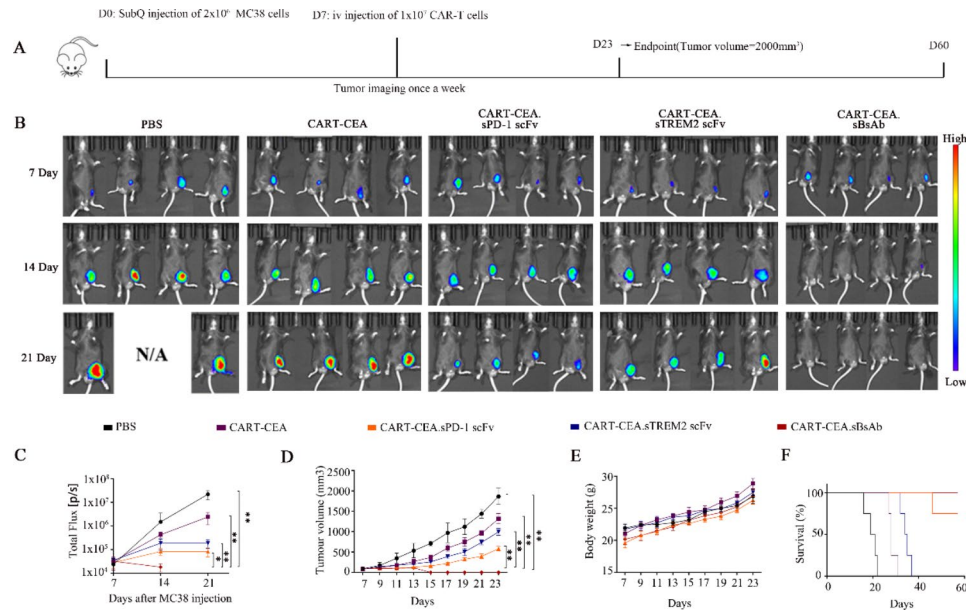 D0: SubQ injection of 2x10⁶ MC38 cells
D7: iv injection of 1x10⁷ CAR-T cells
A
D23
Endpoint(Tumor volume=2000mm³)
D60
Tumor imaging once a week
B
PBS
CART-CEA
CART-CEA.
sPD-1 scFv
CART-CEA.
sTREM2 scFv
CART-CEA.
sBsAb
High
7 Day
14 Day
21 Day
N/A
Low
PBS
CART-CEA
CART-CEA.sPD-1 scFv
CART-CEA.sTREM2 scFv
CART-CEA.sBsAb
C
Total Flux [p/s]
1x10⁸
1x10⁷
1x10⁶
1x10⁵
1x10⁴
7
14
21
Days after MC38 injection
**
**
**
*
D
Tumour volume (mm3)
2500
2000
1500
1000
500
0
7 9 11 13 15 17 19 21 23
Days
**
**
**
**
E
Body weight (g)
30
25
20
7 9 11 13 15 17 19 21 23
Days
F
Survival (%)
100
50
0
0 20 40 60
Days